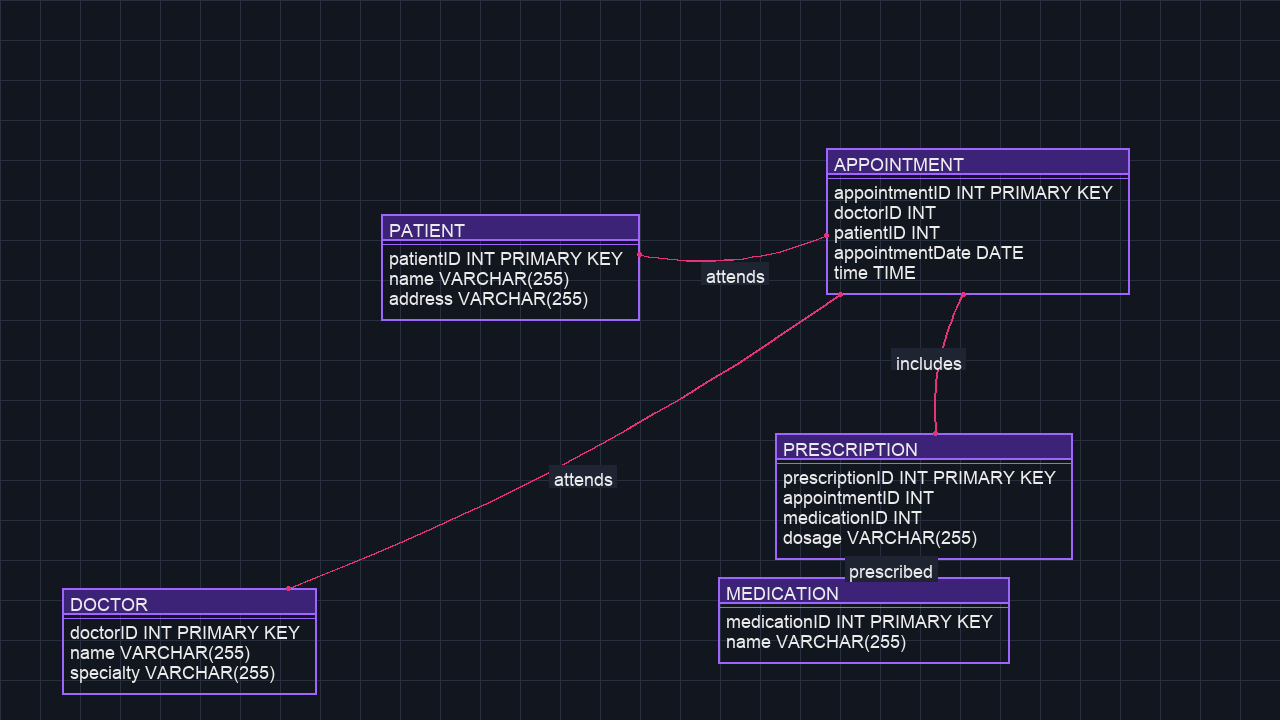 APPOINTMENT
appointmentID INT PRIMARY KEY
doctorID INT
patientID INT
appointmentDate DATE
time TIME
PATIENT
patientID INT PRIMARY KEY
name VARCHAR(255)
address VARCHAR(255)
attends
includes
attends
PRESCRIPTION
prescriptionID INT PRIMARY KEY
appointmentID INT
medicationID INT
dosage VARCHAR(255)
prescribed
MEDICATION
medicationID INT PRIMARY KEY
name VARCHAR(255)
DOCTOR
doctorID INT PRIMARY KEY
name VARCHAR(255)
specialty VARCHAR(255)